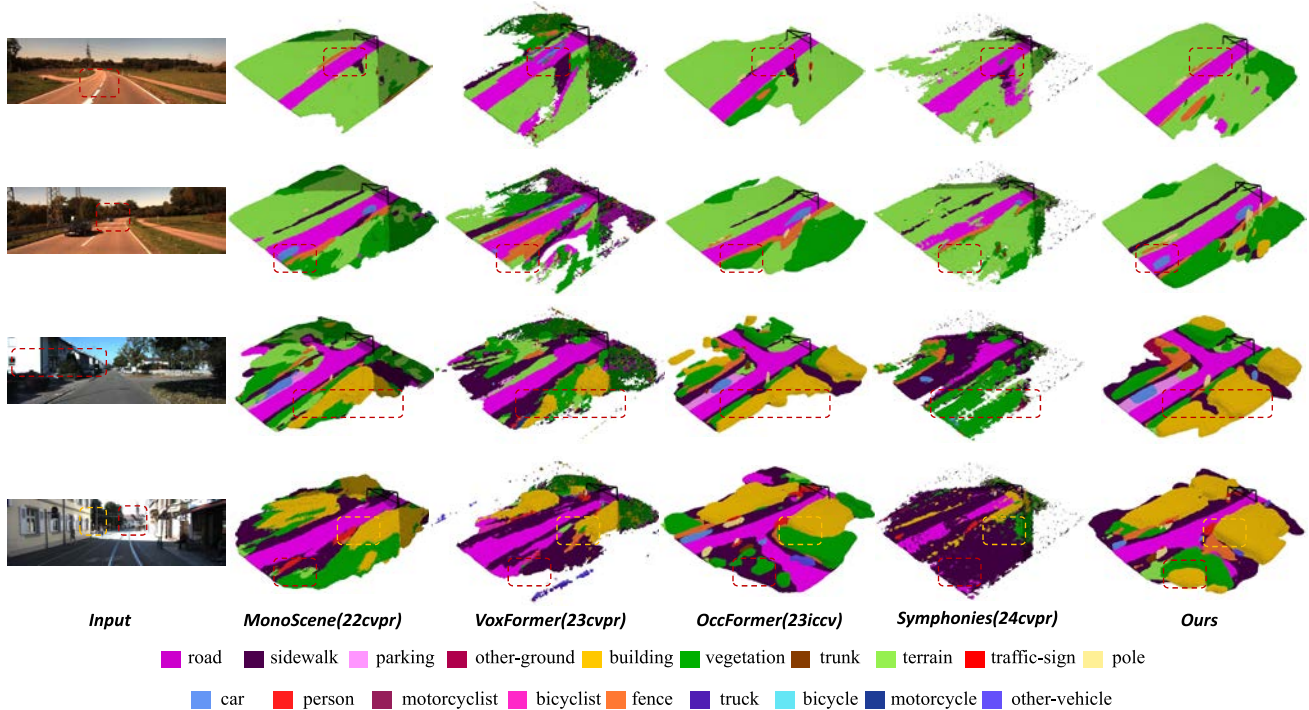 Input MonoScene(22cvpr) VoxFormer(23cvpr) OccFormer(23iccv) Symphonies(24cvpr) Ours
road sidewalk parking other-ground building vegetation trunk terrain traffic-sign pole
car person motorcyclist bicyclist fence truck bicycle motorcycle other-vehicle